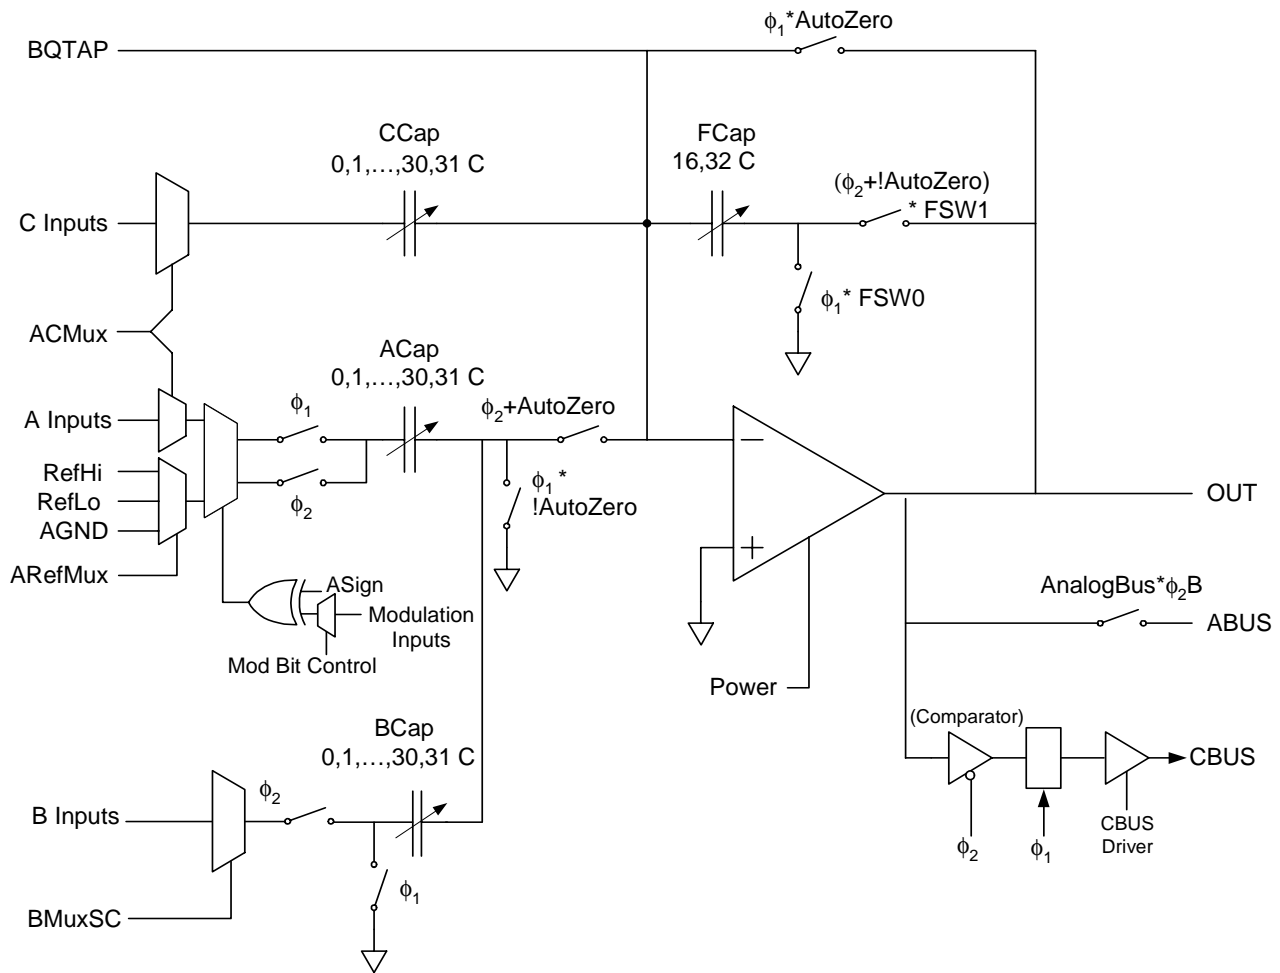 ϕ1*AutoZero
BQTAP
CCap
0,1,…,30,31 C
FCap
16,32 C
(ϕ2+!AutoZero)
* FSW1
C Inputs
ϕ1* FSW0
ACMux
ACap
0,1,…,30,31 C
ϕ1
ϕ2+AutoZero
A Inputs
RefHi
RefLo
AGND
ARefMux
ϕ2
ϕ1*
!AutoZero
OUT
ASign
Modulation
Inputs
Mod Bit Control
AnalogBus*ϕ2B
ABUS
Power
(Comparator)
BCap
0,1,…,30,31 C
CBUS
ϕ2
B Inputs
CBUS
Driver
ϕ2
ϕ1
ϕ1
BMuxSC